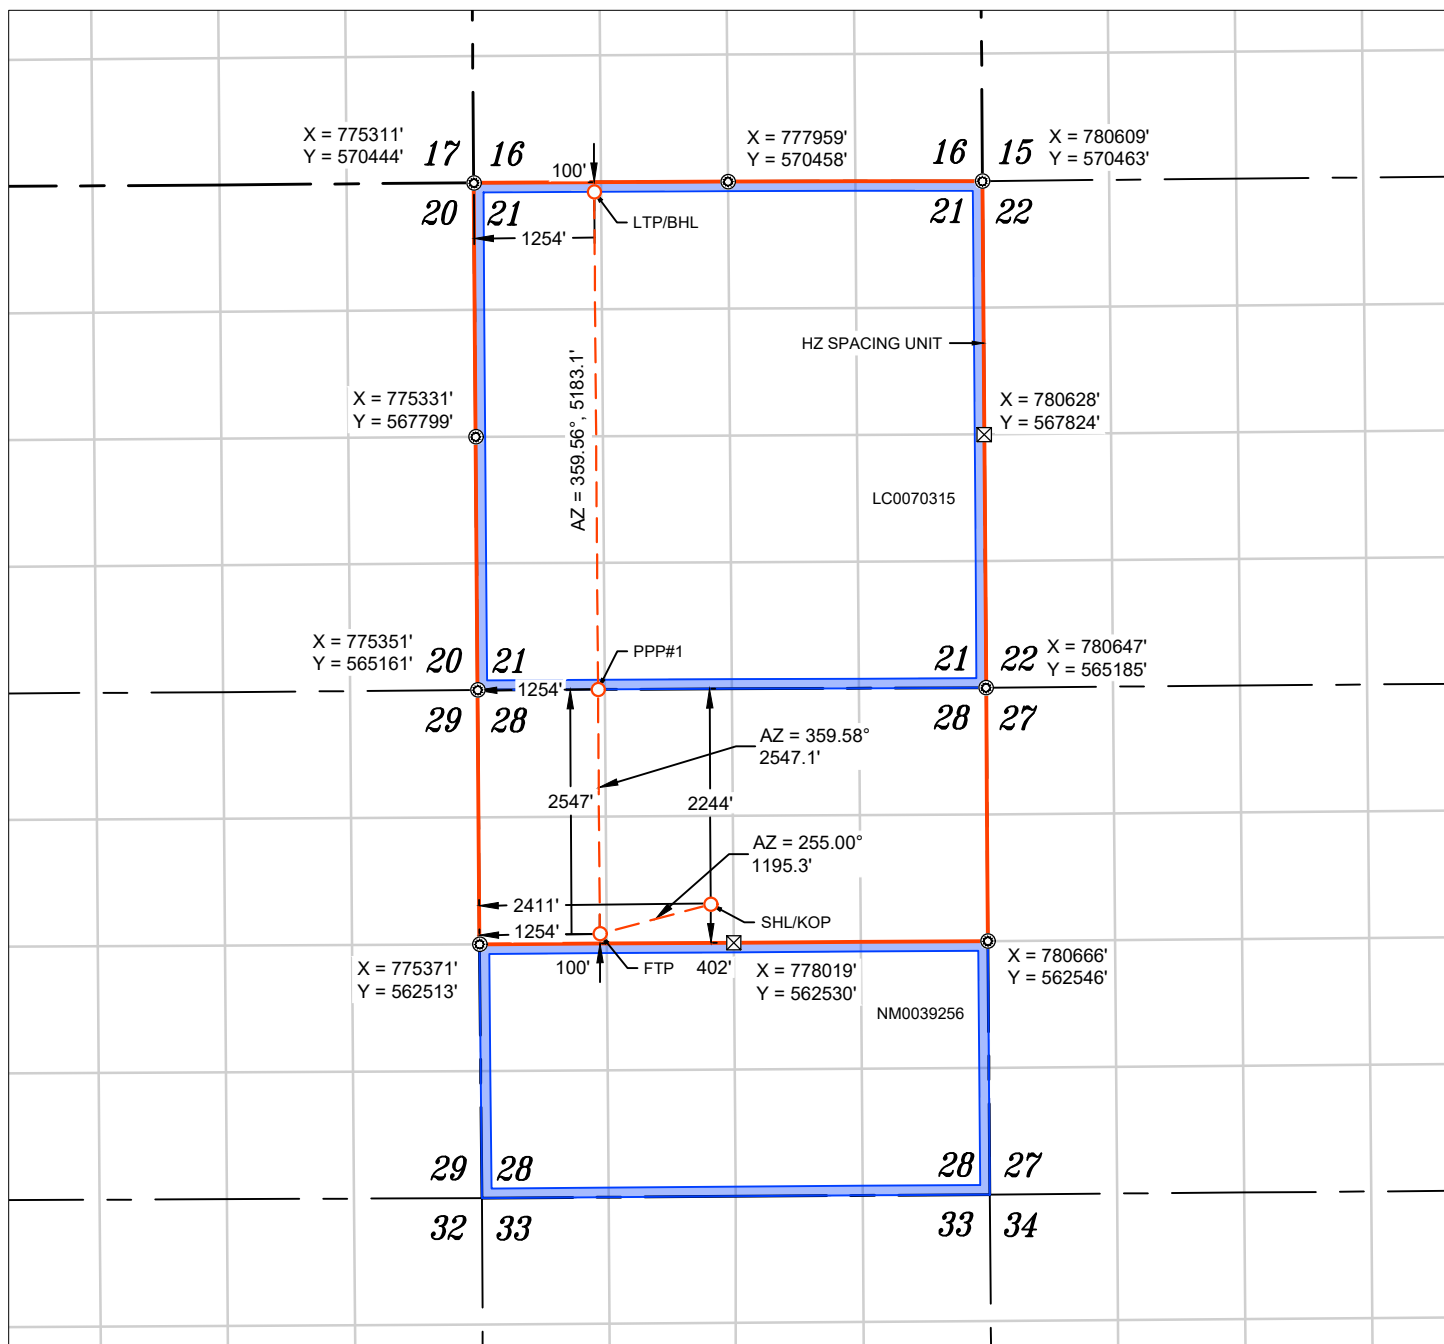 X = 775311'
Y = 570444'
17 16
100'
X = 777959'
Y = 570458'
16 15
X = 780609'
Y = 570463'
20 21
1254'
LTP/BHL
21 22
HZ SPACING UNIT
AZ = 359.56°, 5183.1'
X = 775331'
Y = 567799'
X = 780628'
Y = 567824'
LC0070315
X = 775351'
Y = 565161'
20 21
PPP#1
21 22
X = 780647'
Y = 565185'
1254'
29 28
28 27
AZ = 359.58°
2547.1'
2547'
2244'
AZ = 255.00°
1195.3'
2411'
SHL/KOP
1254'
X = 775371'
Y = 562513'
100'
FTP
402'
X = 778019'
Y = 562530'
X = 780666'
Y = 562546'
NM0039256
29 28
28 27
32 33
33 34